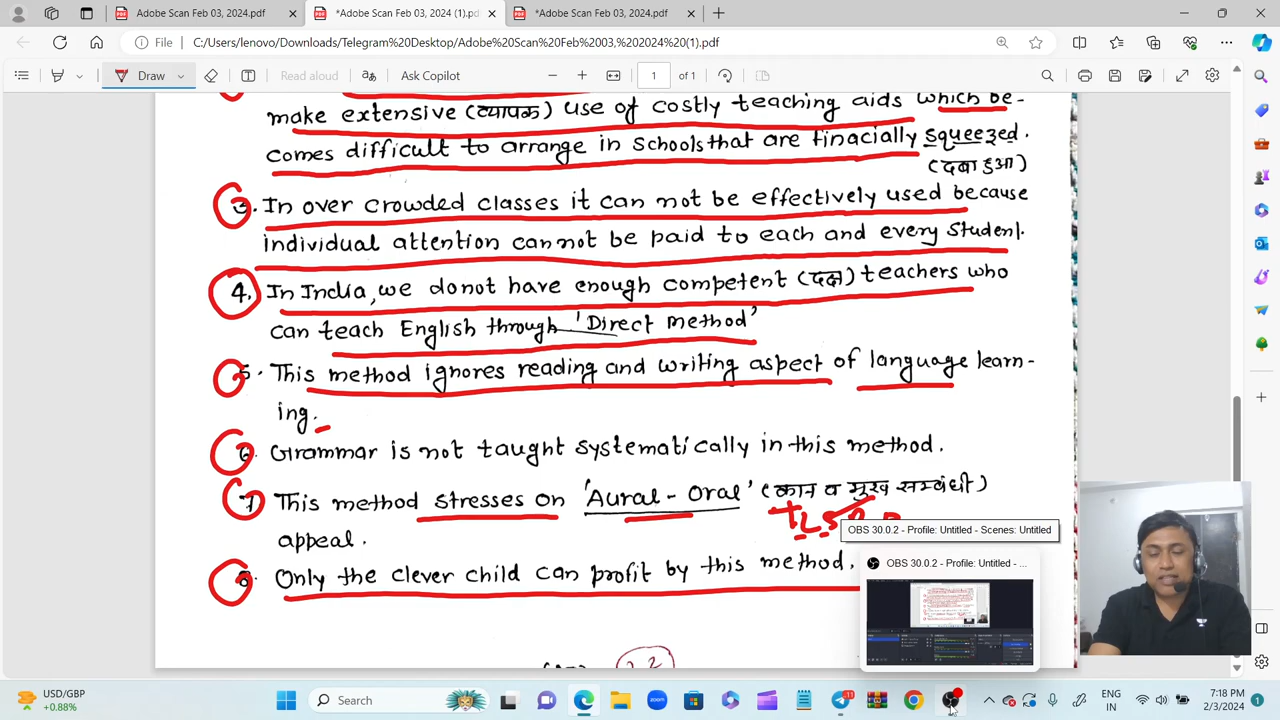 Adobe Scan Feb 03, 2024.pdf
*Adobe Scan Feb 03, 2024 (1).pdf
*Adobe Scan Feb 03, 2024.pdf
File
C:/Users/lenovo/Downloads/Telegram%20Desktop/Adobe%20Scan%20Feb%2003,%202024%20(1).pdf
Draw
Read aloud
Ask Copilot
1
of 1
make extensive (व्यापक) use of costly teaching aids which be-
comes difficult to arrange in schools that are finacially squeezed.
(दबा हुआ)
3. In over crowded classes it can not be effectively used because
individual attention cannot be paid to each and every student.
4. In India, we donot have enough competent (दक्ष) teachers who
can teach English through 'Direct method'
5. This method ignores reading and writing aspect of language learn-
ing.
6. Grammar is not taught systematically in this method.
7. This method stresses on 'Aural - Oral' (कान व मुख सम्बंधी)
appeal.
8. Only the clever child can profit by this method.
OBS 30.0.2 - Profile: Untitled - Scenes: Untitled
OBS 30.0.2 - Profile: Untitled - ...
USD/GBP
+0.88%
Search
11
ENG
IN
7:18 PM
2/3/2024
1